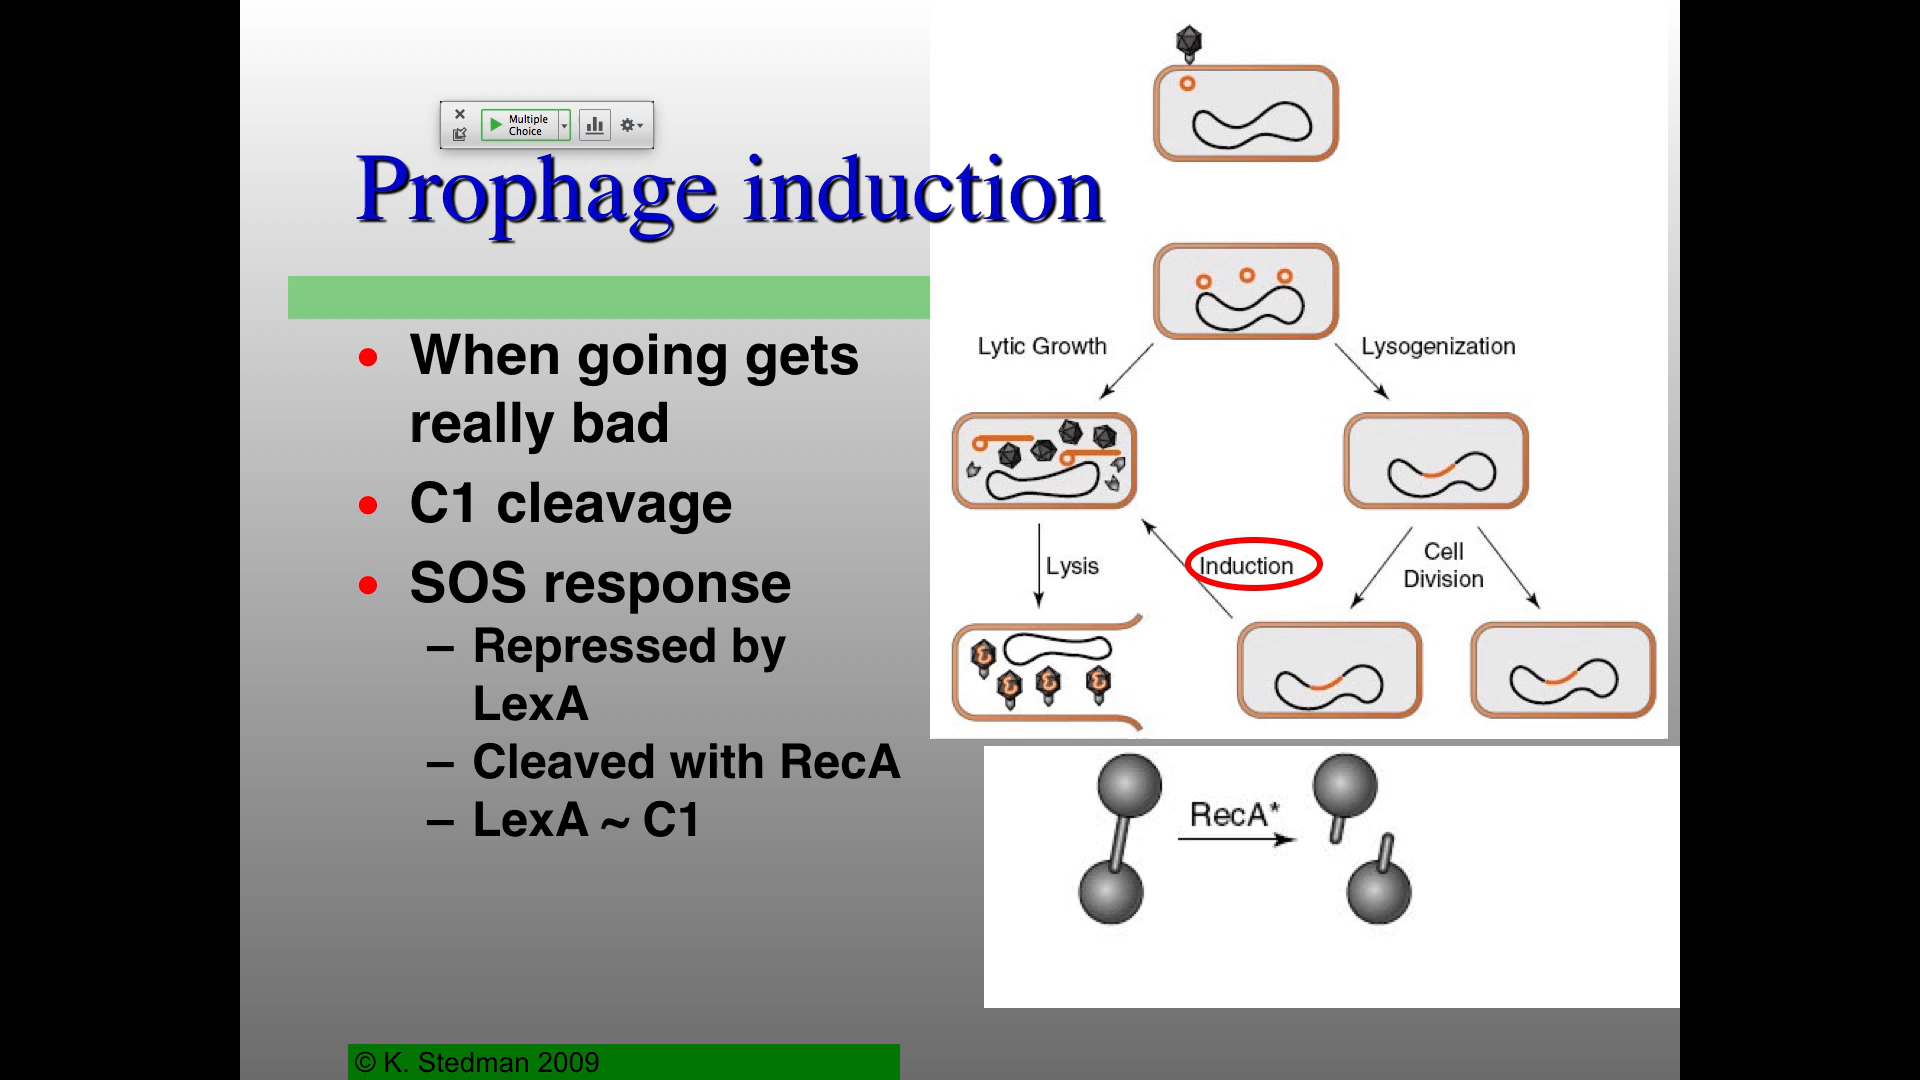 Multiple
Choice
Prophage induction
• When going gets
really bad
• C1 cleavage
• SOS response
– Repressed by
LexA
– Cleaved with RecA
– LexA ~ C1
Lytic Growth
Lysogenization
Lysis
Induction
Cell
Division
RecA*
© K. Stedman 2009